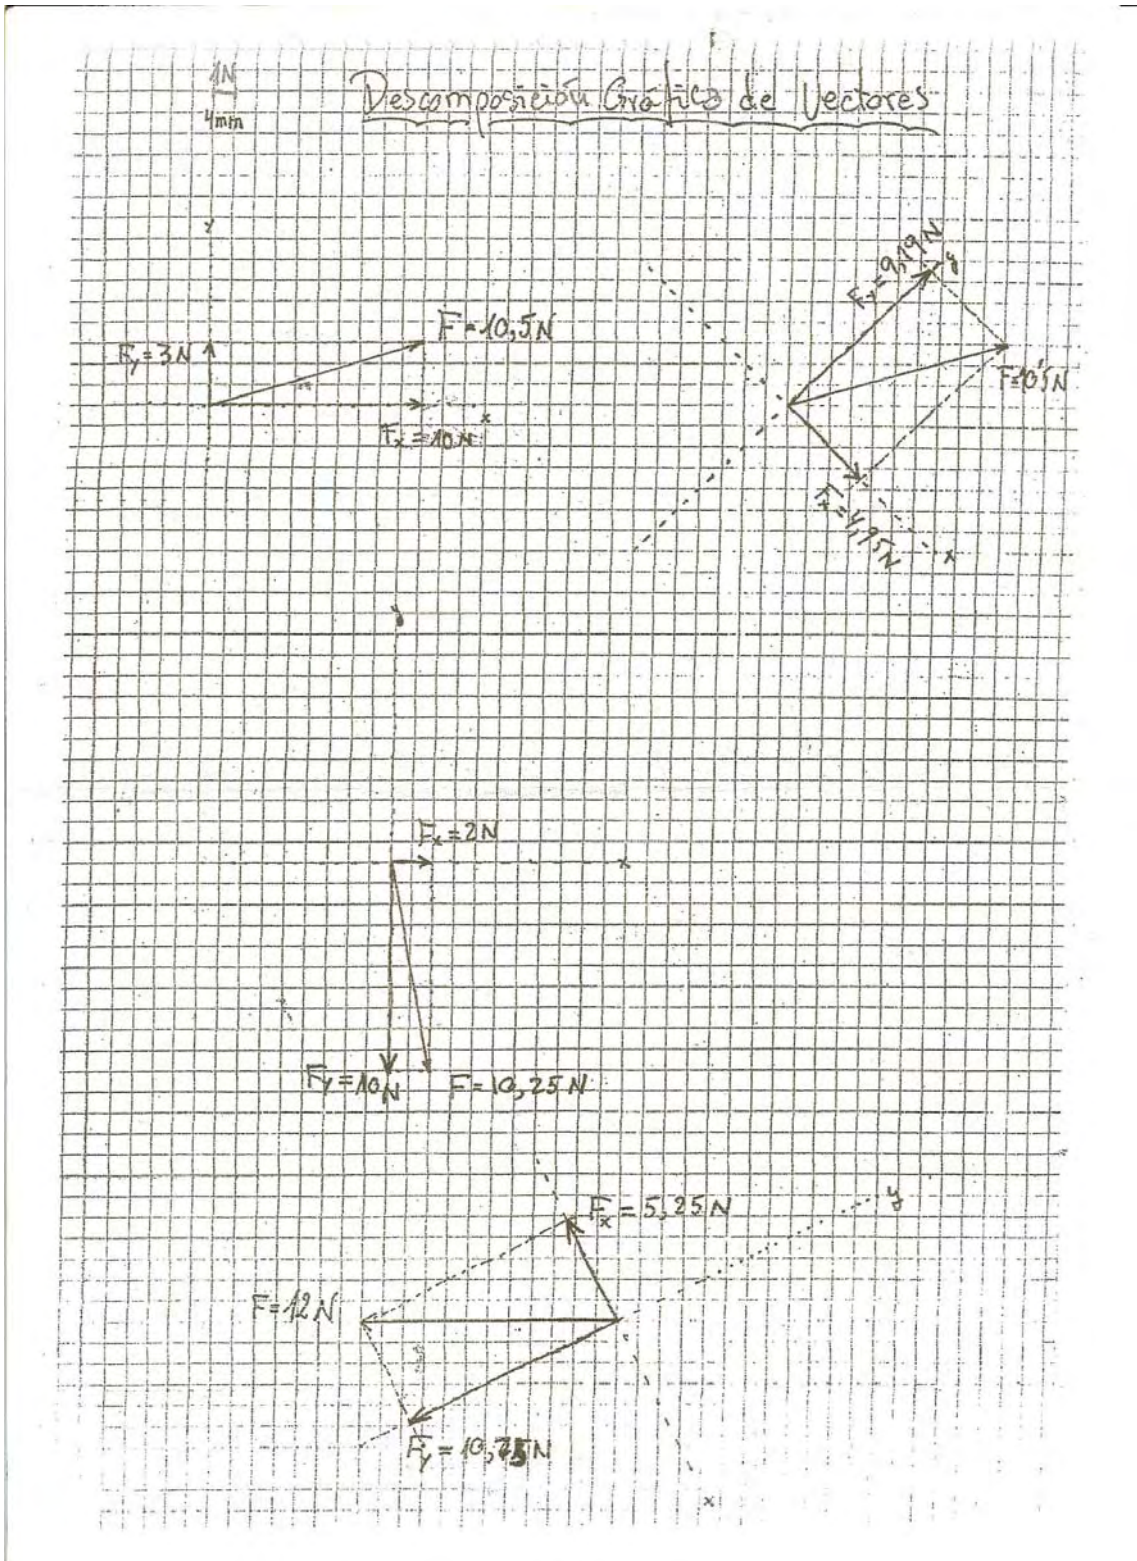 1N
4mm
Descomposición Gráfica de Vectores
y
F=10,5N
Fy=3N
Fx=10N
x
Fy=9,19N
y
F=10,5N
Fx=4,95N
x
y
Fx=2N
x
Fy=10N
F=10,25N
Fx=5,25N
y
F=12N
Fy=10,75N
x